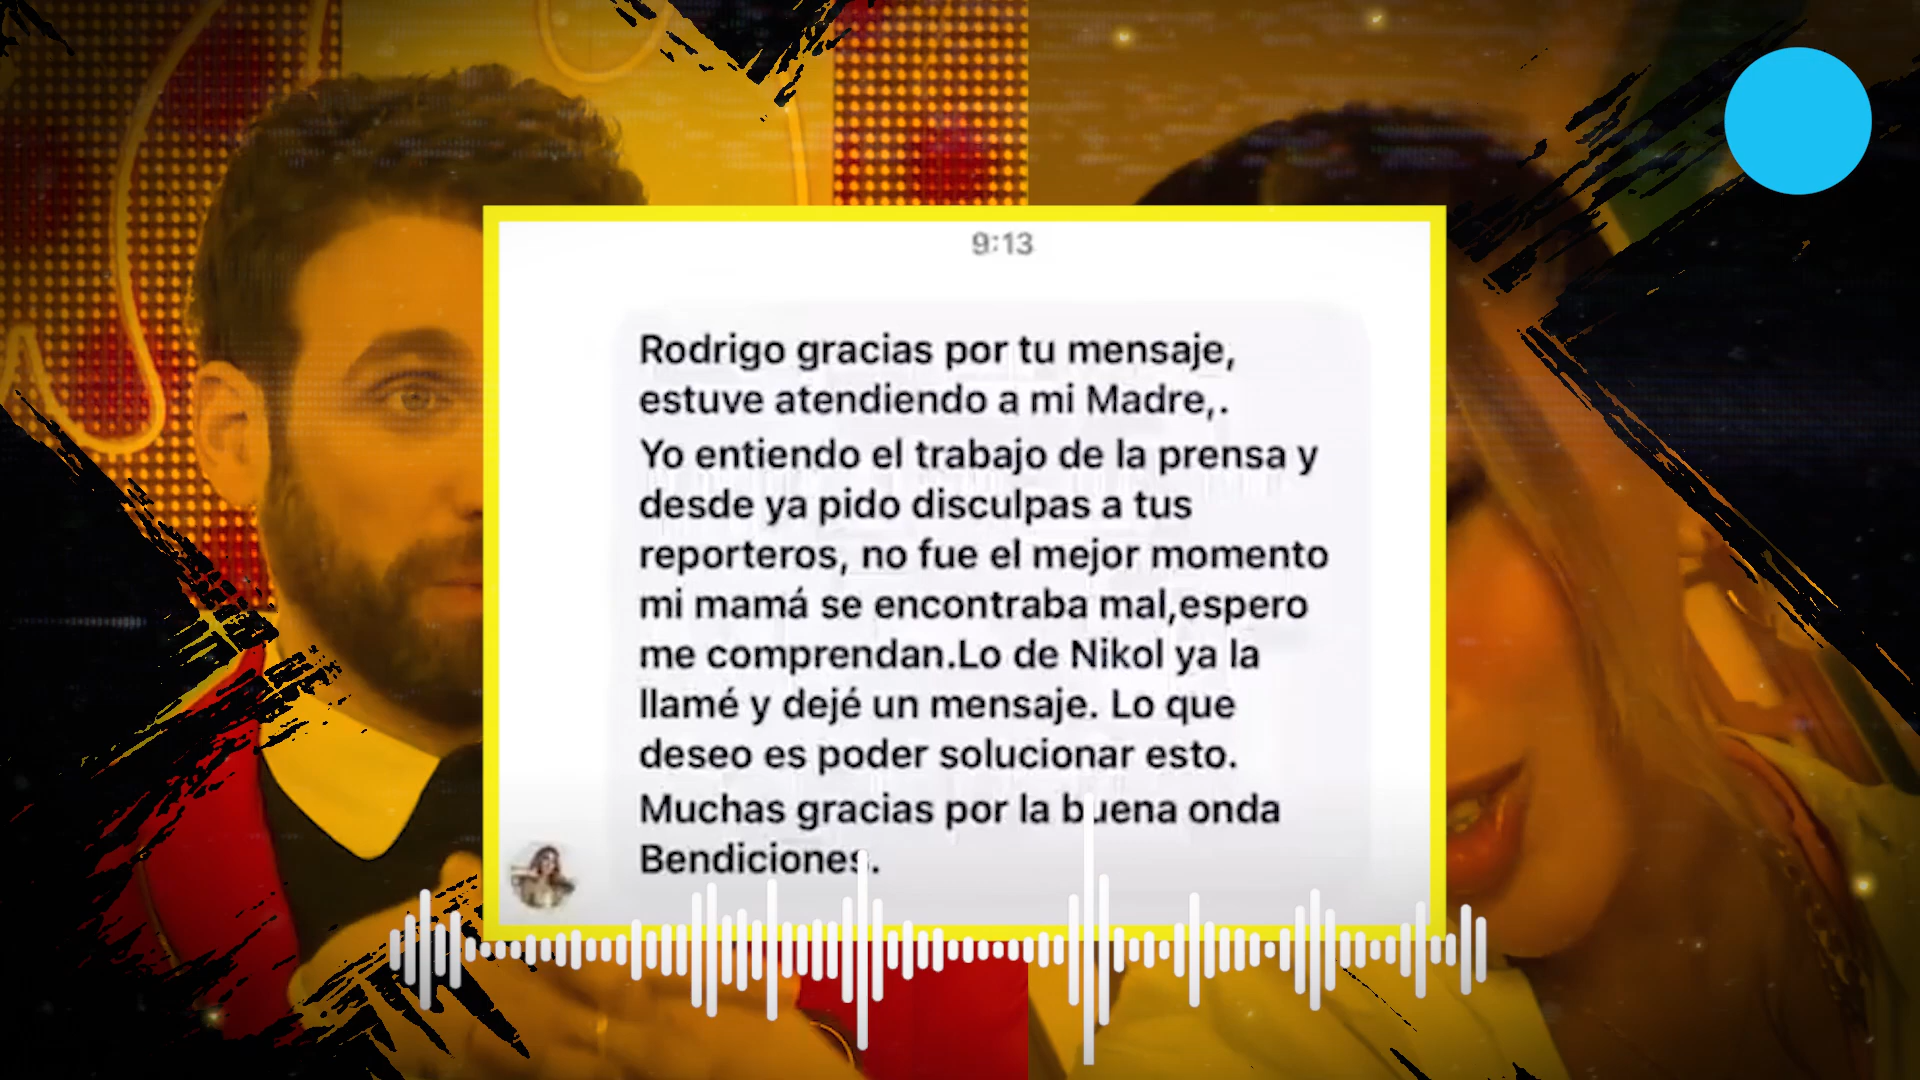 9:13
Rodrigo gracias por tu mensaje,
estuve atendiendo a mi Madre,.
Yo entiendo el trabajo de la prensa y
desde ya pido disculpas a tus
reporteros, no fue el mejor momento
mi mamá se encontraba mal,espero
me comprendan.Lo de Nikol ya la
llamé y dejé un mensaje. Lo que
deseo es poder solucionar esto.
Muchas gracias por la buena onda
Bendiciones.